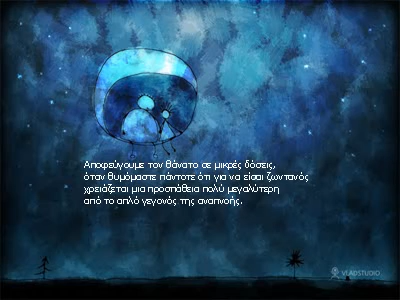 Αποφεύγουμε τον θάνατο σε μικρές δόσεις,
όταν θυμόμαστε πάντοτε ότι για να είσαι ζωντανός
χρειάζεται μια προσπάθεια πολύ μεγαλύτερη
από το απλό γεγονός της αναπνοής.
VLADSTUDIO